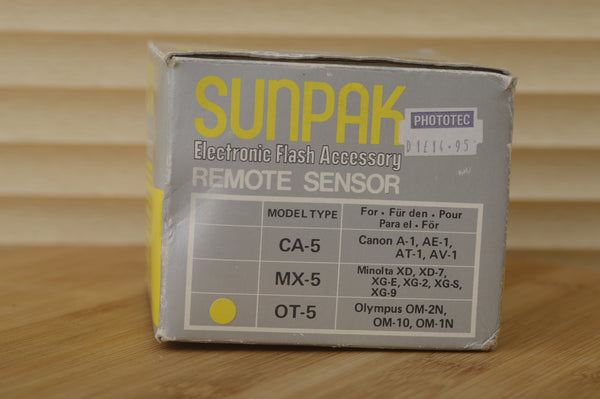 SUNPAK
PHOTOTEC
D1E14.95
Electronic Flash Accessory
REMOTE SENSOR
MODEL TYPE
For • Für den • Pour
Para el • För
CA-5
Canon A-1, AE-1,
AT-1, AV-1
MX-5
Minolta XD, XD-7,
XG-E, XG-2, XG-S,
XG-9
OT-5
Olympus OM-2N,
OM-10, OM-1N